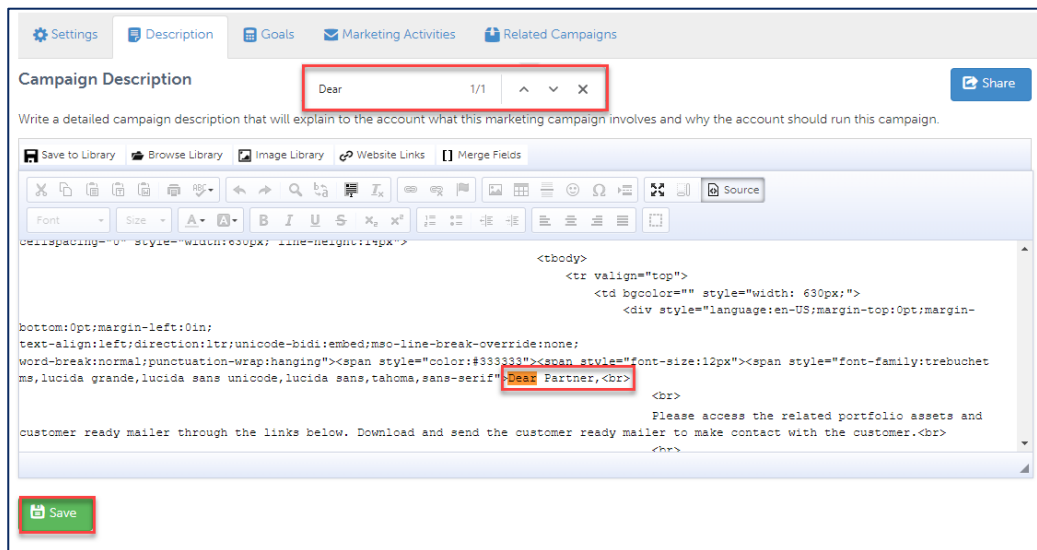 Settings Description Goals Marketing Activities Related Campaigns
Campaign Description
Dear 1/1
Share
Write a detailed campaign description that will explain to the account what this marketing campaign involves and why the account should run this campaign.
Save to Library Browse Library Image Library Website Links [] Merge Fields
Source
Font Size A A B I U S x₂ x²
cellspacing="0" style="width:630px; line-height:14px">
<tbody>
<tr valign="top">
<td bgcolor="" style="width: 630px;">
<div style="language:en-US;margin-top:0pt;margin-
bottom:0pt;margin-left:0in;
text-align:left;direction:ltr;unicode-bidi:embed;mso-line-break-override:none;
word-break:normal;punctuation-wrap:hanging"><span style="color:#333333"><span style="font-size:12px"><span style="font-family:trebuchet
ms,lucida grande,lucida sans unicode,lucida sans,tahoma,sans-serif">Dear Partner,<br>
<br>
Please access the related portfolio assets and
customer ready mailer through the links below. Download and send the customer ready mailer to make contact with the customer.<br>
<br>
Save